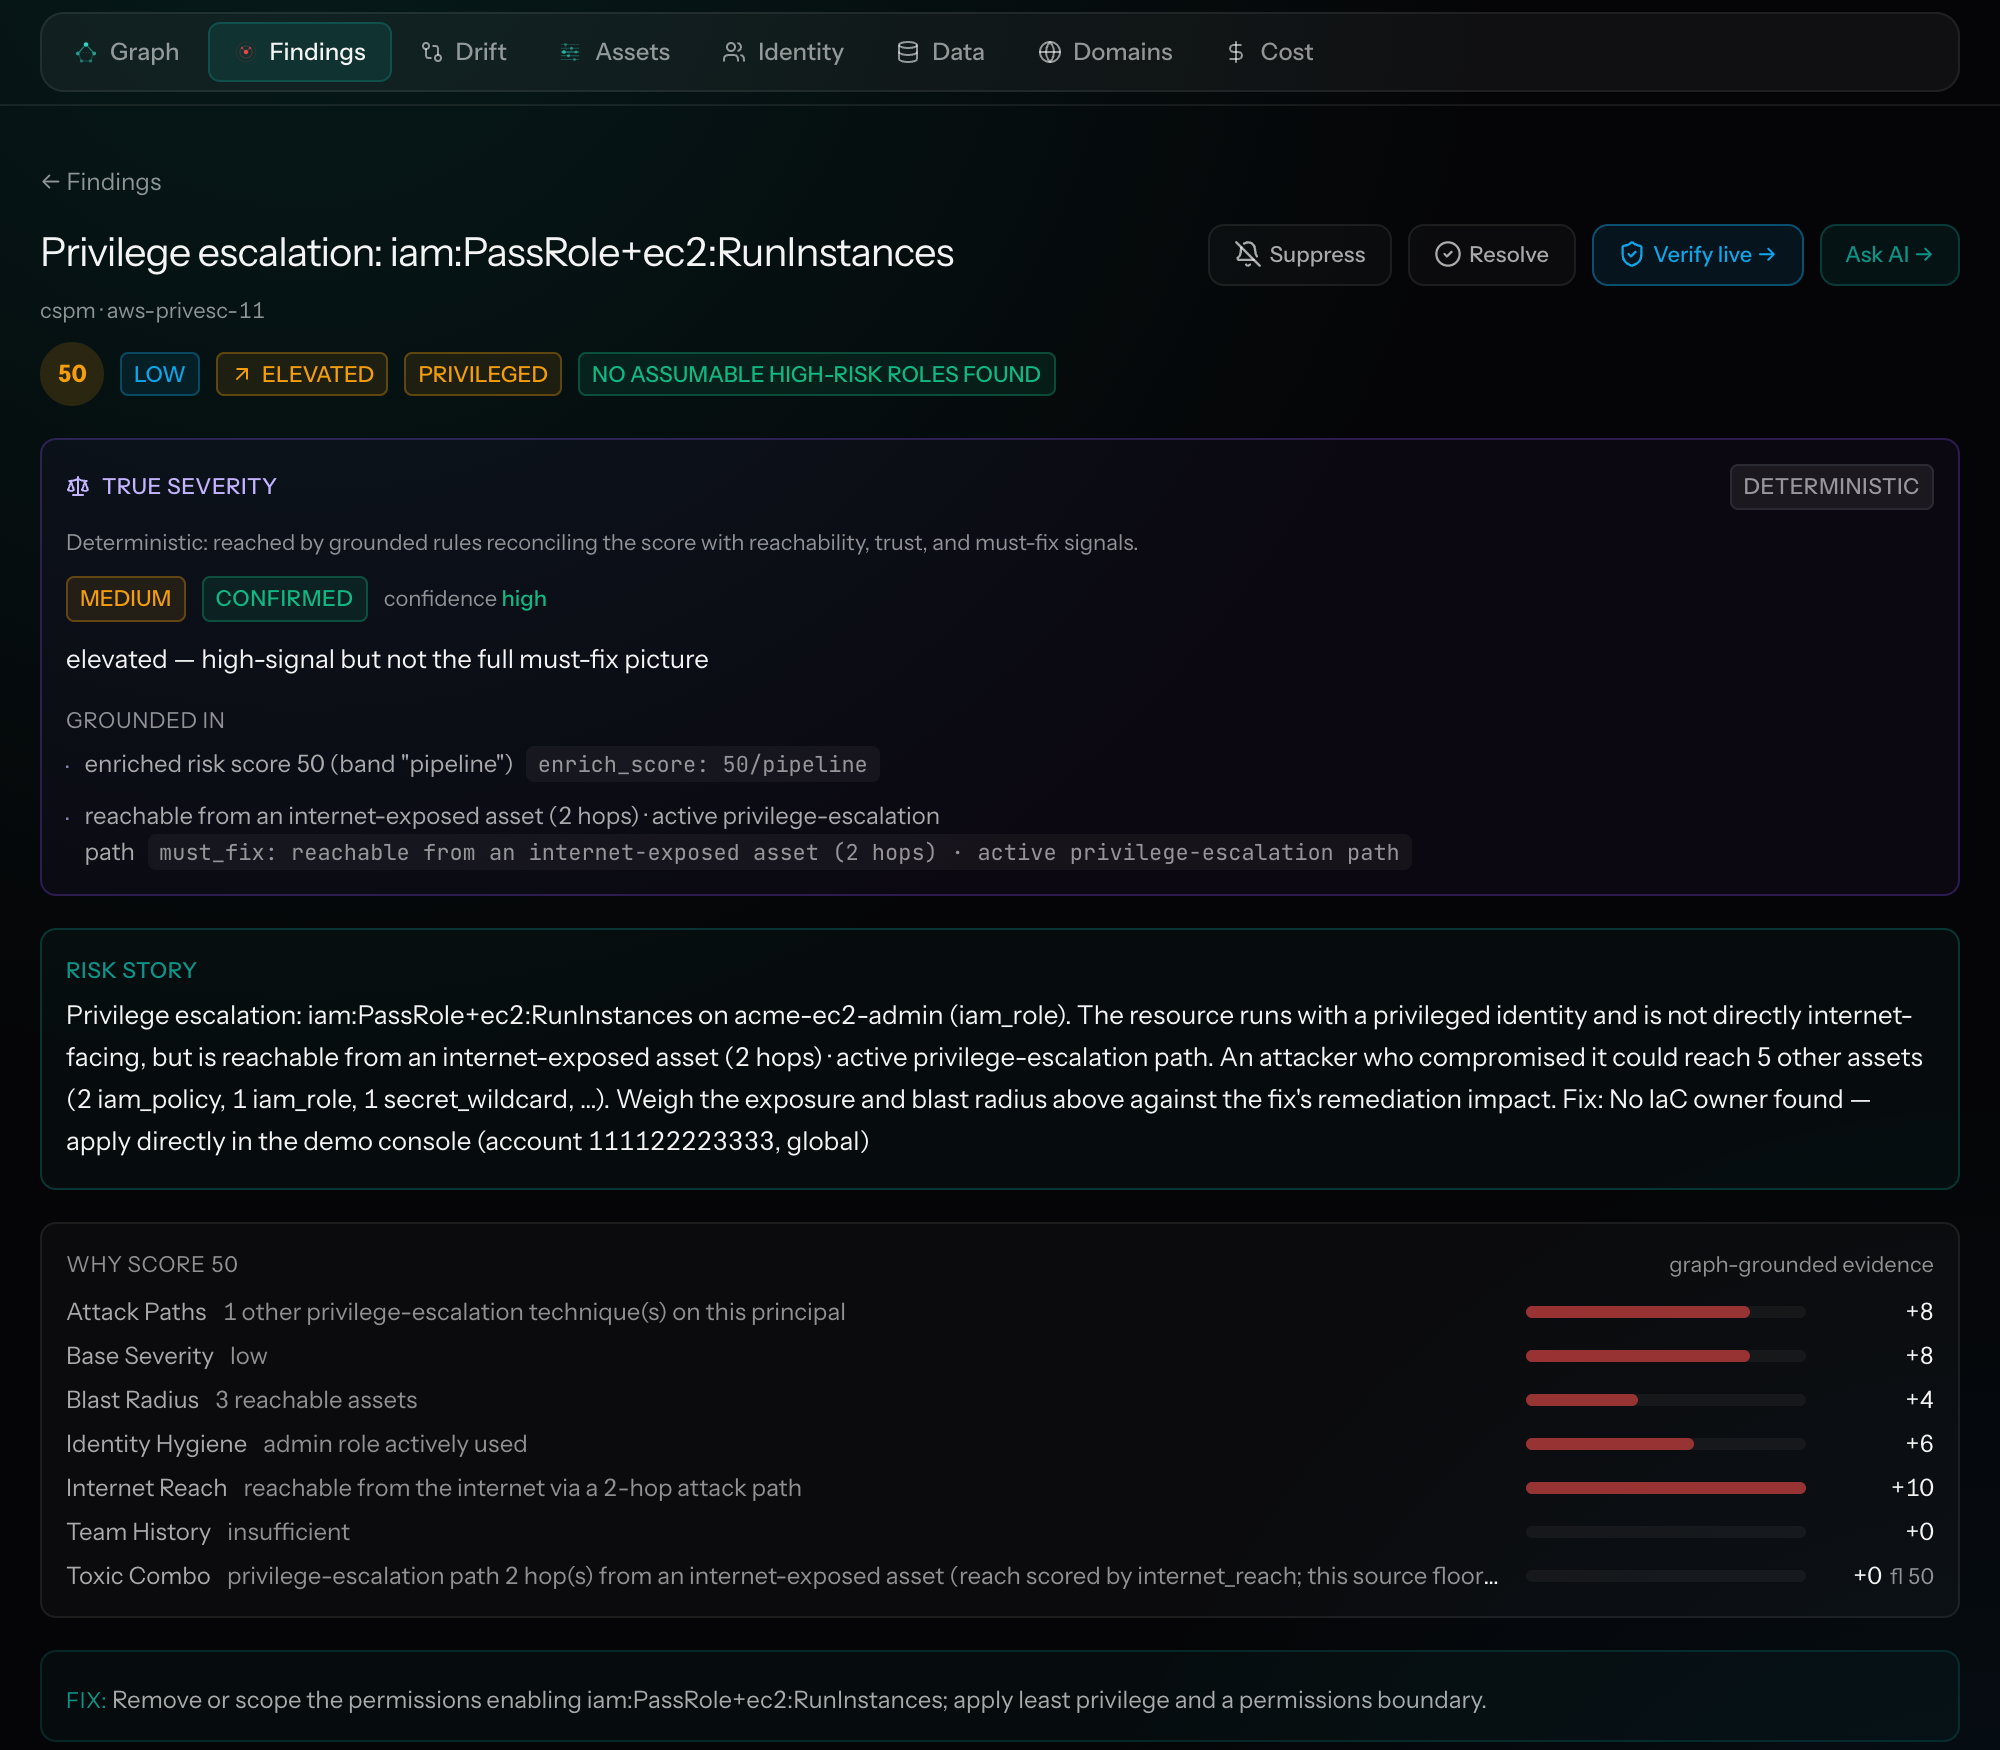 Graph Findings Drift Assets Identity Data Domains Cost
← Findings
Privilege escalation: iam:PassRole+ec2:RunInstances
Suppress Resolve Verify live → Ask AI →
cspm · aws-privesc-11
50 LOW ↗ ELEVATED PRIVILEGED NO ASSUMABLE HIGH-RISK ROLES FOUND
TRUE SEVERITY DETERMINISTIC
Deterministic: reached by grounded rules reconciling the score with reachability, trust, and must-fix signals.
MEDIUM CONFIRMED confidence high
elevated — high-signal but not the full must-fix picture
GROUNDED IN
· enriched risk score 50 (band "pipeline") enrich_score: 50/pipeline
· reachable from an internet-exposed asset (2 hops) · active privilege-escalation
path must_fix: reachable from an internet-exposed asset (2 hops) · active privilege-escalation path
RISK STORY
Privilege escalation: iam:PassRole+ec2:RunInstances on acme-ec2-admin (iam_role). The resource runs with a privileged identity and is not directly internet-
facing, but is reachable from an internet-exposed asset (2 hops) · active privilege-escalation path. An attacker who compromised it could reach 5 other assets
(2 iam_policy, 1 iam_role, 1 secret_wildcard, ...). Weigh the exposure and blast radius above against the fix's remediation impact. Fix: No IaC owner found —
apply directly in the demo console (account 111122223333, global)
WHY SCORE 50 graph-grounded evidence
Attack Paths 1 other privilege-escalation technique(s) on this principal +8
Base Severity low +8
Blast Radius 3 reachable assets +4
Identity Hygiene admin role actively used +6
Internet Reach reachable from the internet via a 2-hop attack path +10
Team History insufficient +0
Toxic Combo privilege-escalation path 2 hop(s) from an internet-exposed asset (reach scored by internet_reach; this source floor... +0 fl 50
FIX: Remove or scope the permissions enabling iam:PassRole+ec2:RunInstances; apply least privilege and a permissions boundary.